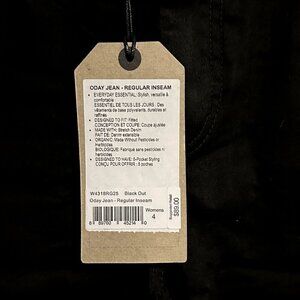 ODAY JEAN - REGULAR INSEAM
• EVERYDAY ESSENTIAL: Stylish, versatile &
comfortable
ESSENTIEL DE TOUS LES JOURS : Des
vêtements de base polyvalents, durables et
raffinés
• DESIGNED TO FIT: Fitted
CONCEPTION ET COUPE: Coupe ajustée
• MADE WITH: Stretch Denim
FAIT DE: Denim extensible
• ORGANIC: Made Without Pesticides or
Herbicides
BIOLOGIQUE: Fabriqué sans pesticides ni
herbicides
• DESIGNED TO HAVE: 5-Pocket Styling
CONÇU POUR OFFRIR : 5 poches
W4318RG25 Black Out
Oday Jean - Regular Inseam
Womens
4
$89.00